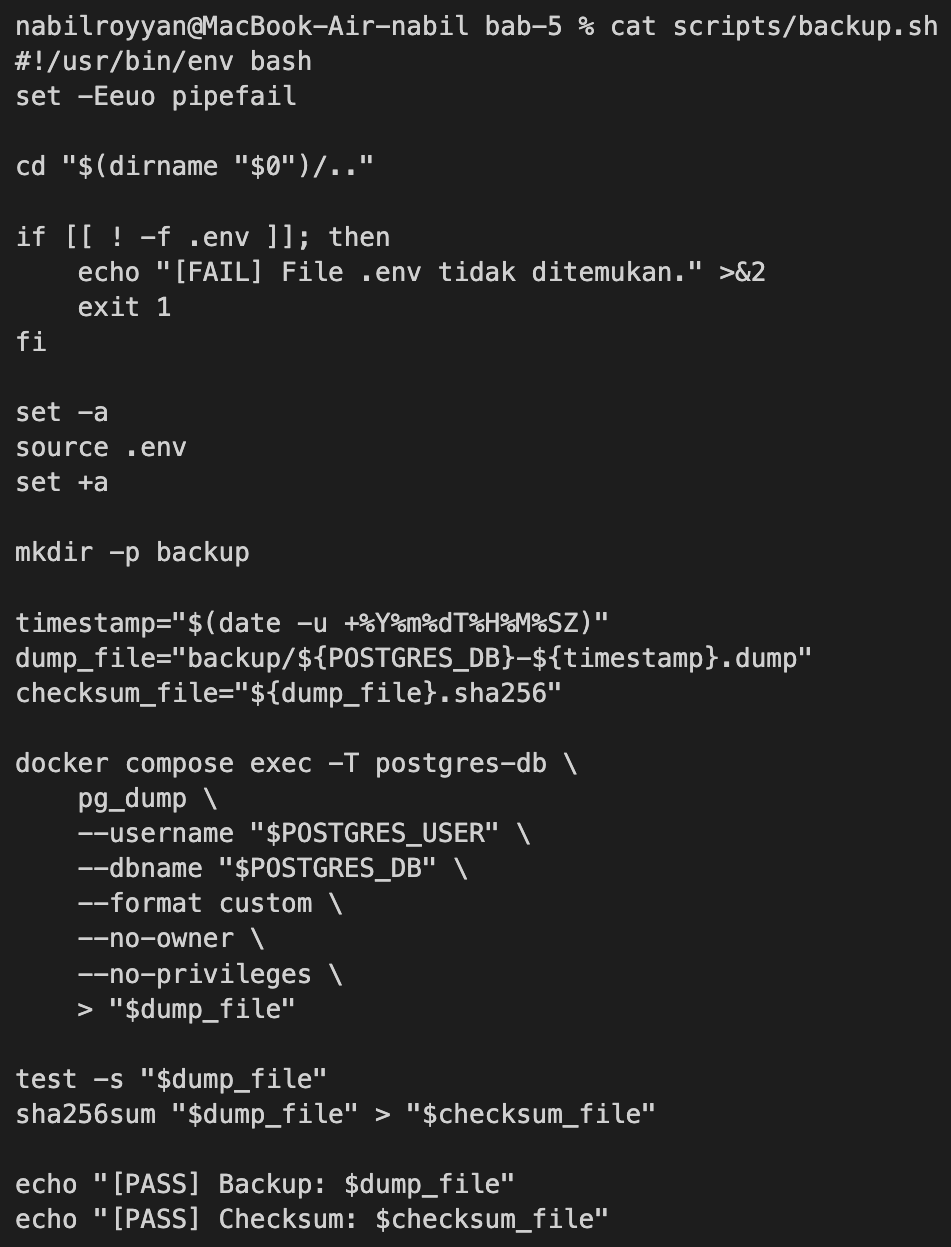 nabilroyyan@MacBook-Air-nabil bab-5 % cat scripts/backup.sh
#!/usr/bin/env bash
set -Eeuo pipefail

cd "$(dirname "$0")/.."

if [[ ! -f .env ]]; then
    echo "[FAIL] File .env tidak ditemukan." >&2
    exit 1
fi

set -a
source .env
set +a

mkdir -p backup

timestamp="$(date -u +%Y%m%dT%H%M%SZ)"
dump_file="backup/${POSTGRES_DB}-${timestamp}.dump"
checksum_file="${dump_file}.sha256"

docker compose exec -T postgres-db \
    pg_dump \
    --username "$POSTGRES_USER" \
    --dbname "$POSTGRES_DB" \
    --format custom \
    --no-owner \
    --no-privileges \
    > "$dump_file"

test -s "$dump_file"
sha256sum "$dump_file" > "$checksum_file"

echo "[PASS] Backup: $dump_file"
echo "[PASS] Checksum: $checksum_file"